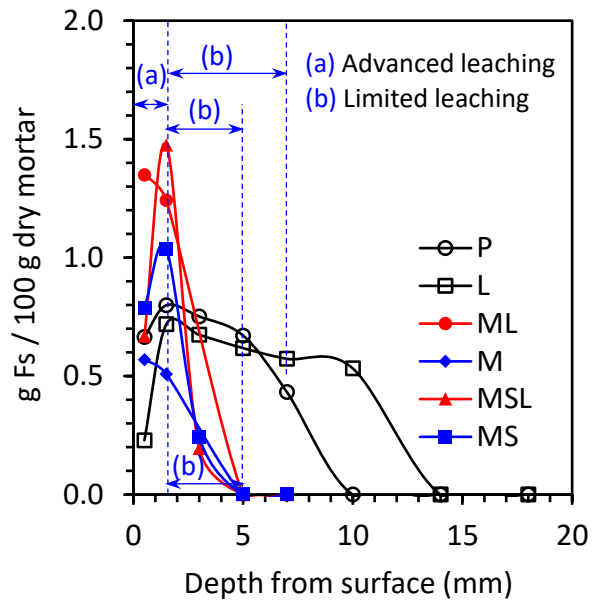 g Fs / 100 g dry mortar
2.0
1.5
1.0
0.5
0.0
(a)
(b)
(b)
(b)
(a) Advanced leaching
(b) Limited leaching
P
L
ML
M
MSL
MS
0 5 10 15 20
Depth from surface (mm)